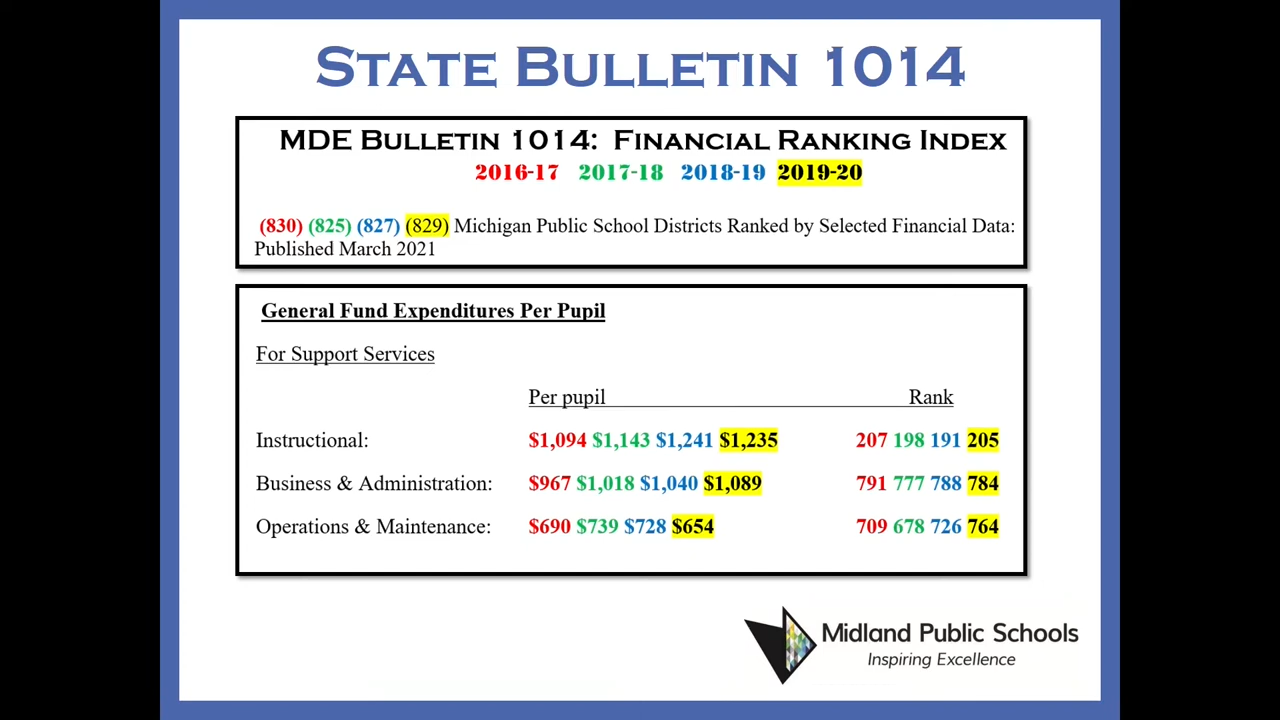 STATE BULLETIN 1014
MDE BULLETIN 1014: FINANCIAL RANKING INDEX
2016-17 2017-18 2018-19 2019-20
(830) (825) (827) (829) Michigan Public School Districts Ranked by Selected Financial Data:
Published March 2021
General Fund Expenditures Per Pupil
For Support Services
Per pupil Rank
Instructional: $1,094 $1,143 $1,241 $1,235 207 198 191 205
Business & Administration: $967 $1,018 $1,040 $1,089 791 777 788 784
Operations & Maintenance: $690 $739 $728 $654 709 678 726 764
Midland Public Schools
Inspiring Excellence